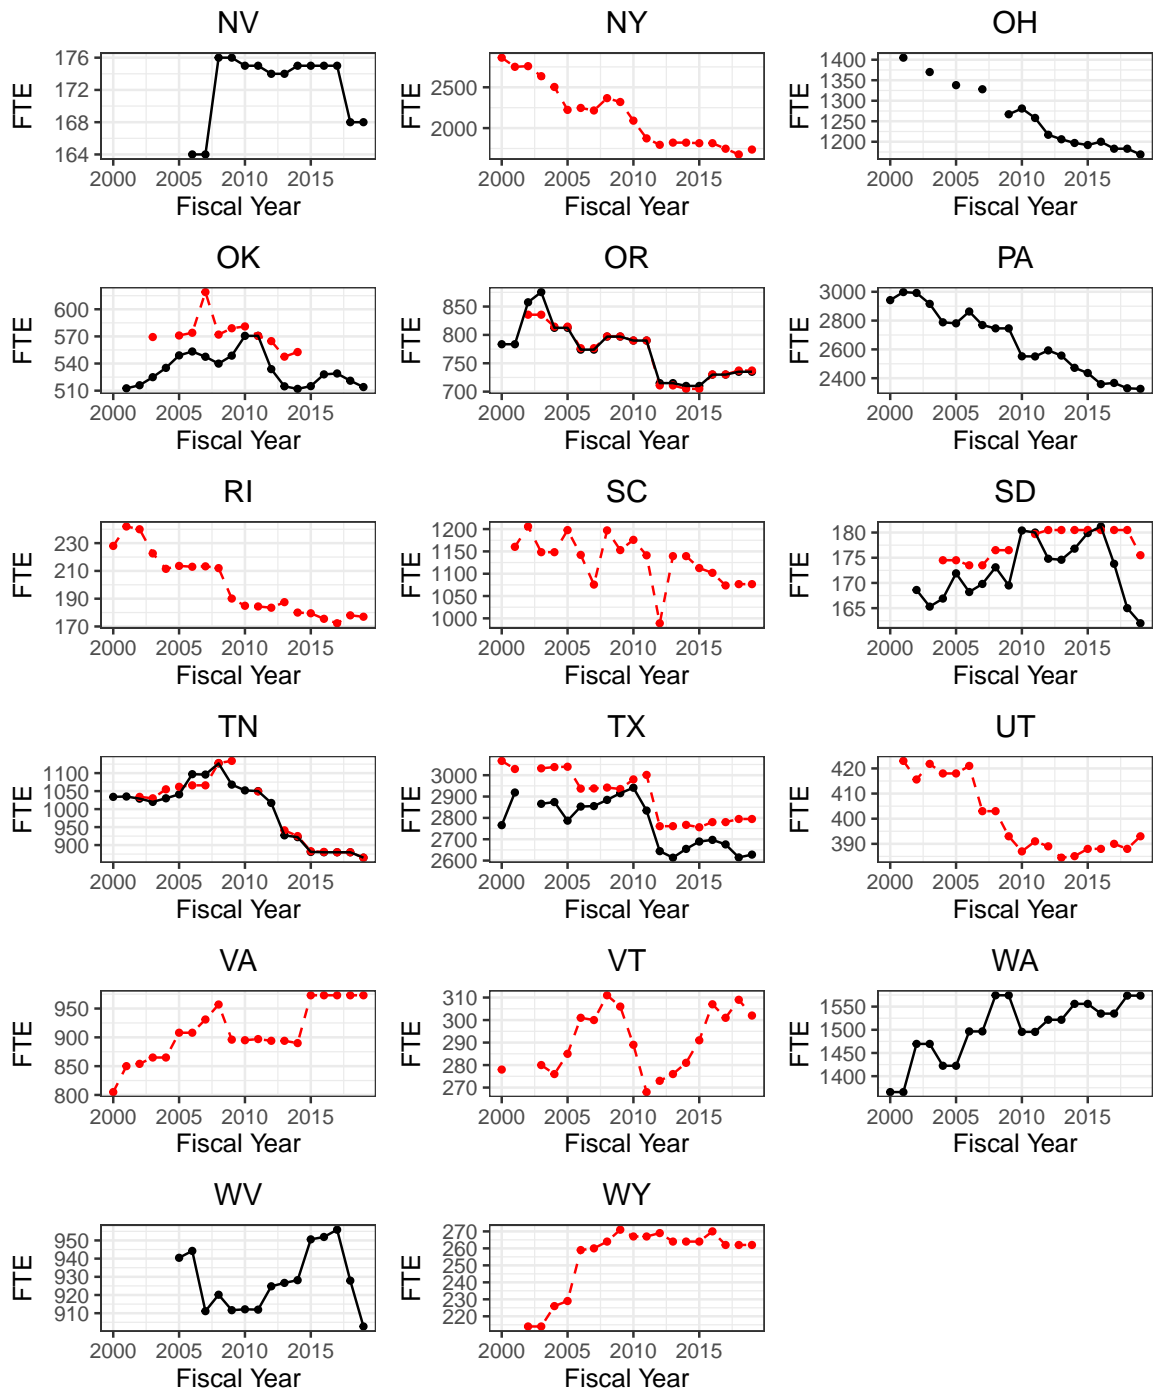 NV NY OH
FTE 176 172 168 164 FTE 2500 2000 FTE 1400 1350 1300 1250 1200
2000 2005 2010 2015 2000 2005 2010 2015 2000 2005 2010 2015
Fiscal Year Fiscal Year Fiscal Year
OK OR PA
FTE 600 570 540 510 FTE 850 800 750 700 FTE 3000 2800 2600 2400
2000 2005 2010 2015 2000 2005 2010 2015 2000 2005 2010 2015
Fiscal Year Fiscal Year Fiscal Year
RI SC SD
FTE 230 210 190 170 FTE 1200 1150 1100 1050 1000 FTE 180 175 170 165
2000 2005 2010 2015 2000 2005 2010 2015 2000 2005 2010 2015
Fiscal Year Fiscal Year Fiscal Year
TN TX UT
FTE 1100 1050 1000 950 900 FTE 3000 2900 2800 2700 2600 FTE 420 410 400 390
2000 2005 2010 2015 2000 2005 2010 2015 2000 2005 2010 2015
Fiscal Year Fiscal Year Fiscal Year
VA VT WA
FTE 950 900 850 800 FTE 310 300 290 280 270 FTE 1550 1500 1450 1400
2000 2005 2010 2015 2000 2005 2010 2015 2000 2005 2010 2015
Fiscal Year Fiscal Year Fiscal Year
WV WY
FTE 950 940 930 920 910 FTE 270 260 250 240 230 220
2000 2005 2010 2015 2000 2005 2010 2015
Fiscal Year Fiscal Year